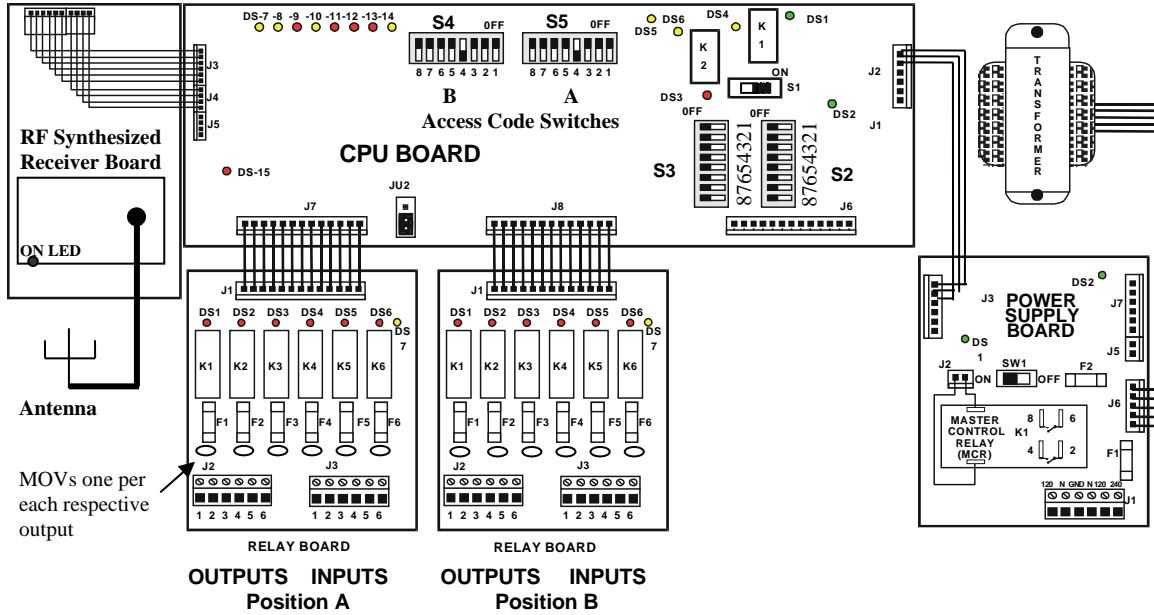 DS-7 -8 -9 -10 -11 -12 -13 -14
S4 0FF
8 7 6 5 4 3 2 1
B
S5 0FF
8 7 6 5 4 3 2 1
A
Access Code Switches
CPU BOARD
DS6
DS5
DS4
DS1
K 2
K 1
ON
S1
DS3
DS2
J2
J1
0FF
S3
87654321
0FF
S2
87654321
J3
J4
J5
RF Synthesized
Receiver Board
ON LED
DS-15
JU2
J7
J8
J6
TRANSFORMER
Antenna
MOVs one per
each respective
output
J1
DS1 DS2 DS3 DS4 DS5 DS6
DS
7
K1 K2 K3 K4 K5 K6
F1 F2 F3 F4 F5 F6
J2 J3
1 2 3 4 5 6 1 2 3 4 5 6
RELAY BOARD
OUTPUTS INPUTS
Position A
J1
DS1 DS2 DS3 DS4 DS5 DS6
DS
7
K1 K2 K3 K4 K5 K6
F1 F2 F3 F4 F5 F6
J2 J3
1 2 3 4 5 6 1 2 3 4 5 6
RELAY BOARD
OUTPUTS INPUTS
Position B
DS2
J3
POWER
SUPPLY
BOARD
J7
DS
1
J5
J2 ON SW1 OFF F2
J6
MASTER
CONTROL
RELAY
(MCR)
8 6
K1
4 2
F1
120 N GND N 120 240
J1